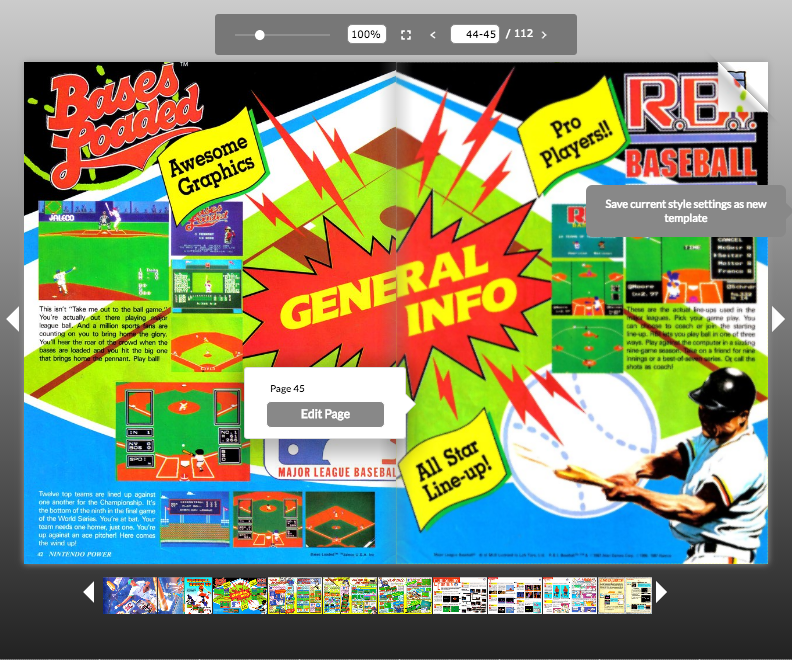 100%
44-45
/ 112
Bases
Loaded
TM
Awesome
Graphics
Pro
Players!!
R.B.I.
BASEBALL
Save current style settings as new
template
JALECO
GENERAL
INFO
This isn't "Take me out to the ball game."
You're actually out there playing major
league ball. And a million sports fans are
counting on you to bring home the glory.
You'll hear the roar of the crowd when the
bases are loaded and you hit the big one
that brings home the pennant. Play ball!
These are the actual line-ups used in the
major leagues. Pick your game play. You
can choose to coach or join the starting
line-up. RBI lets you play ball in one of three
ways. Play against the computer in a sizzling
nine-game season. Take on a friend for nine
innings or a best-of-seven series. Or, call the
shots as coach!
Page 45
Edit Page
MAJOR LEAGUE BASEBAL
All Star
Line-up!
Twelve top teams are lined up against
one another for the Championship. It's
the bottom of the ninth in the final game
of the World Series. You're at bat. Your
team needs one homer, just one. You're
up against an ace pitcher! Here comes
the wind up!
42 NINTENDO POWER